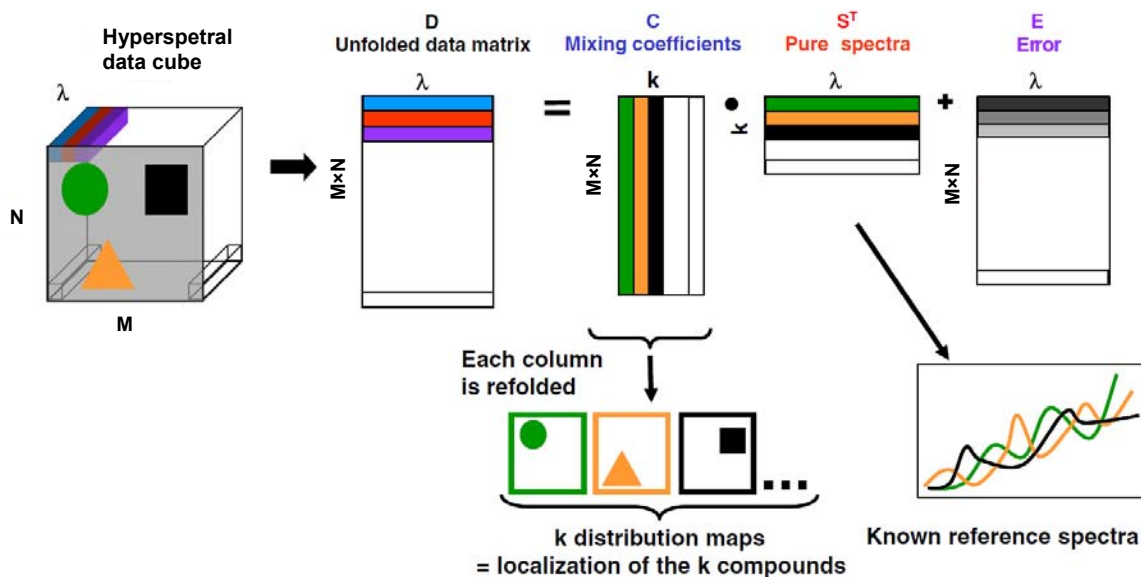 Hyperspetral
data cube
λ
N
M
D
Unfolded data matrix
λ
M×N
=
C
Mixing coefficients
k
M×N
•
S^T
Pure spectra
λ
k
+
E
Error
λ
M×N
Each column
is refolded
...
k distribution maps
= localization of the k compounds
Known reference spectra